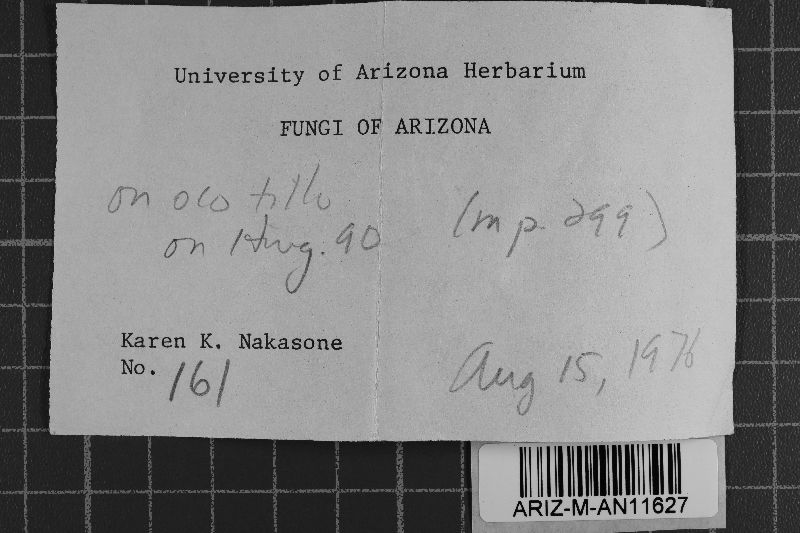 University of Arizona Herbarium
FUNGI OF ARIZONA
on ocotillo
on Hwy. 90 (mp. 299)
Karen K. Nakasone
No. 161
Aug 15, 1976
ARIZ-M-AN11627